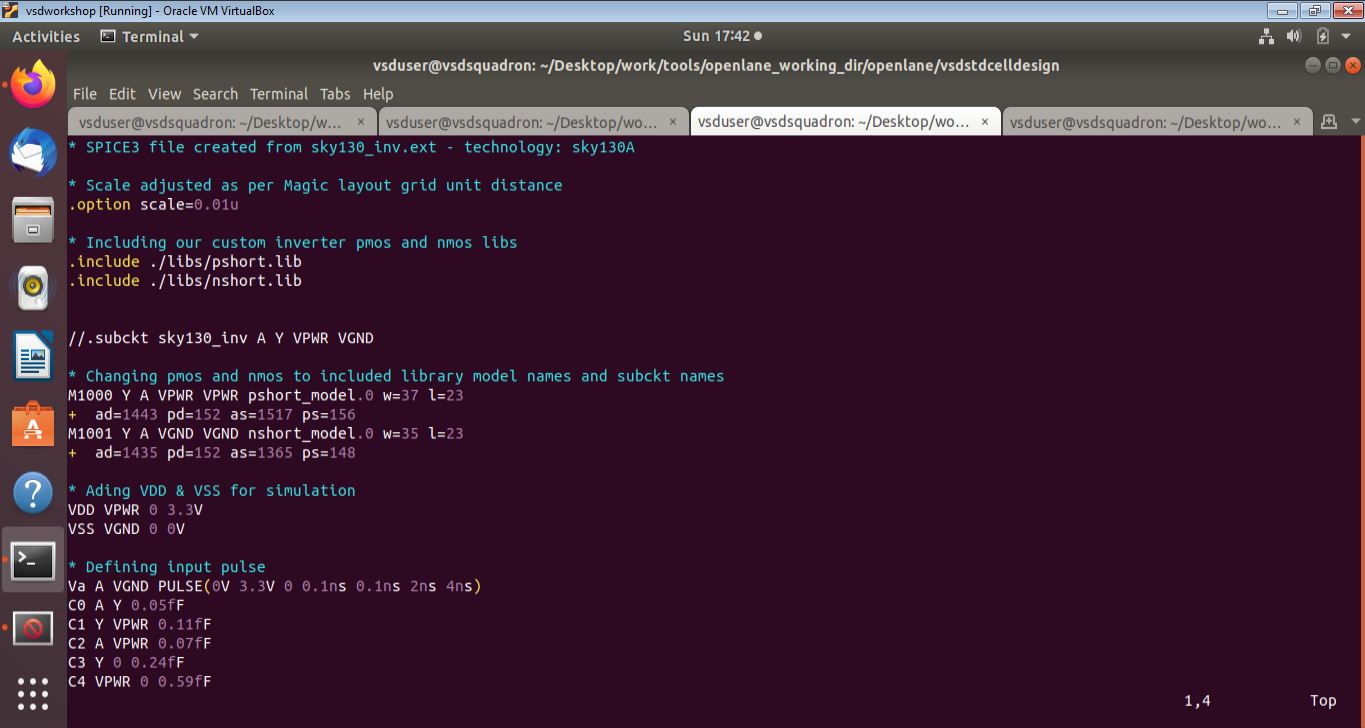 vsdworkshop [Running] - Oracle VM VirtualBox
Activities Terminal Sun 17:42
vsduser@vsdsquadron: ~/Desktop/work/tools/openlane_working_dir/openlane/vsdstdcelldesign
File Edit View Search Terminal Tabs Help
vsduser@vsdsquadron: ~/Desktop/w... × vsduser@vsdsquadron: ~/Desktop/wo... × vsduser@vsdsquadron: ~/Desktop/wo... × vsduser@vsdsquadron: ~/Desktop/wo... ×
* SPICE3 file created from sky130_inv.ext - technology: sky130A
* Scale adjusted as per Magic layout grid unit distance
.option scale=0.01u
* Including our custom inverter pmos and nmos libs
.include ./libs/pshort.lib
.include ./libs/nshort.lib
//.subckt sky130_inv A Y VPWR VGND
* Changing pmos and nmos to included library model names and subckt names
M1000 Y A VPWR VPWR pshort_model.0 w=37 l=23
+  ad=1443 pd=152 as=1517 ps=156
M1001 Y A VGND VGND nshort_model.0 w=35 l=23
+  ad=1435 pd=152 as=1365 ps=148
* Ading VDD & VSS for simulation
VDD VPWR 0 3.3V
VSS VGND 0 0V
* Defining input pulse
Va A VGND PULSE(0V 3.3V 0 0.1ns 0.1ns 2ns 4ns)
C0 A Y 0.05fF
C1 Y VPWR 0.11fF
C2 A VPWR 0.07fF
C3 Y 0 0.24fF
C4 VPWR 0 0.59fF
1,4 Top